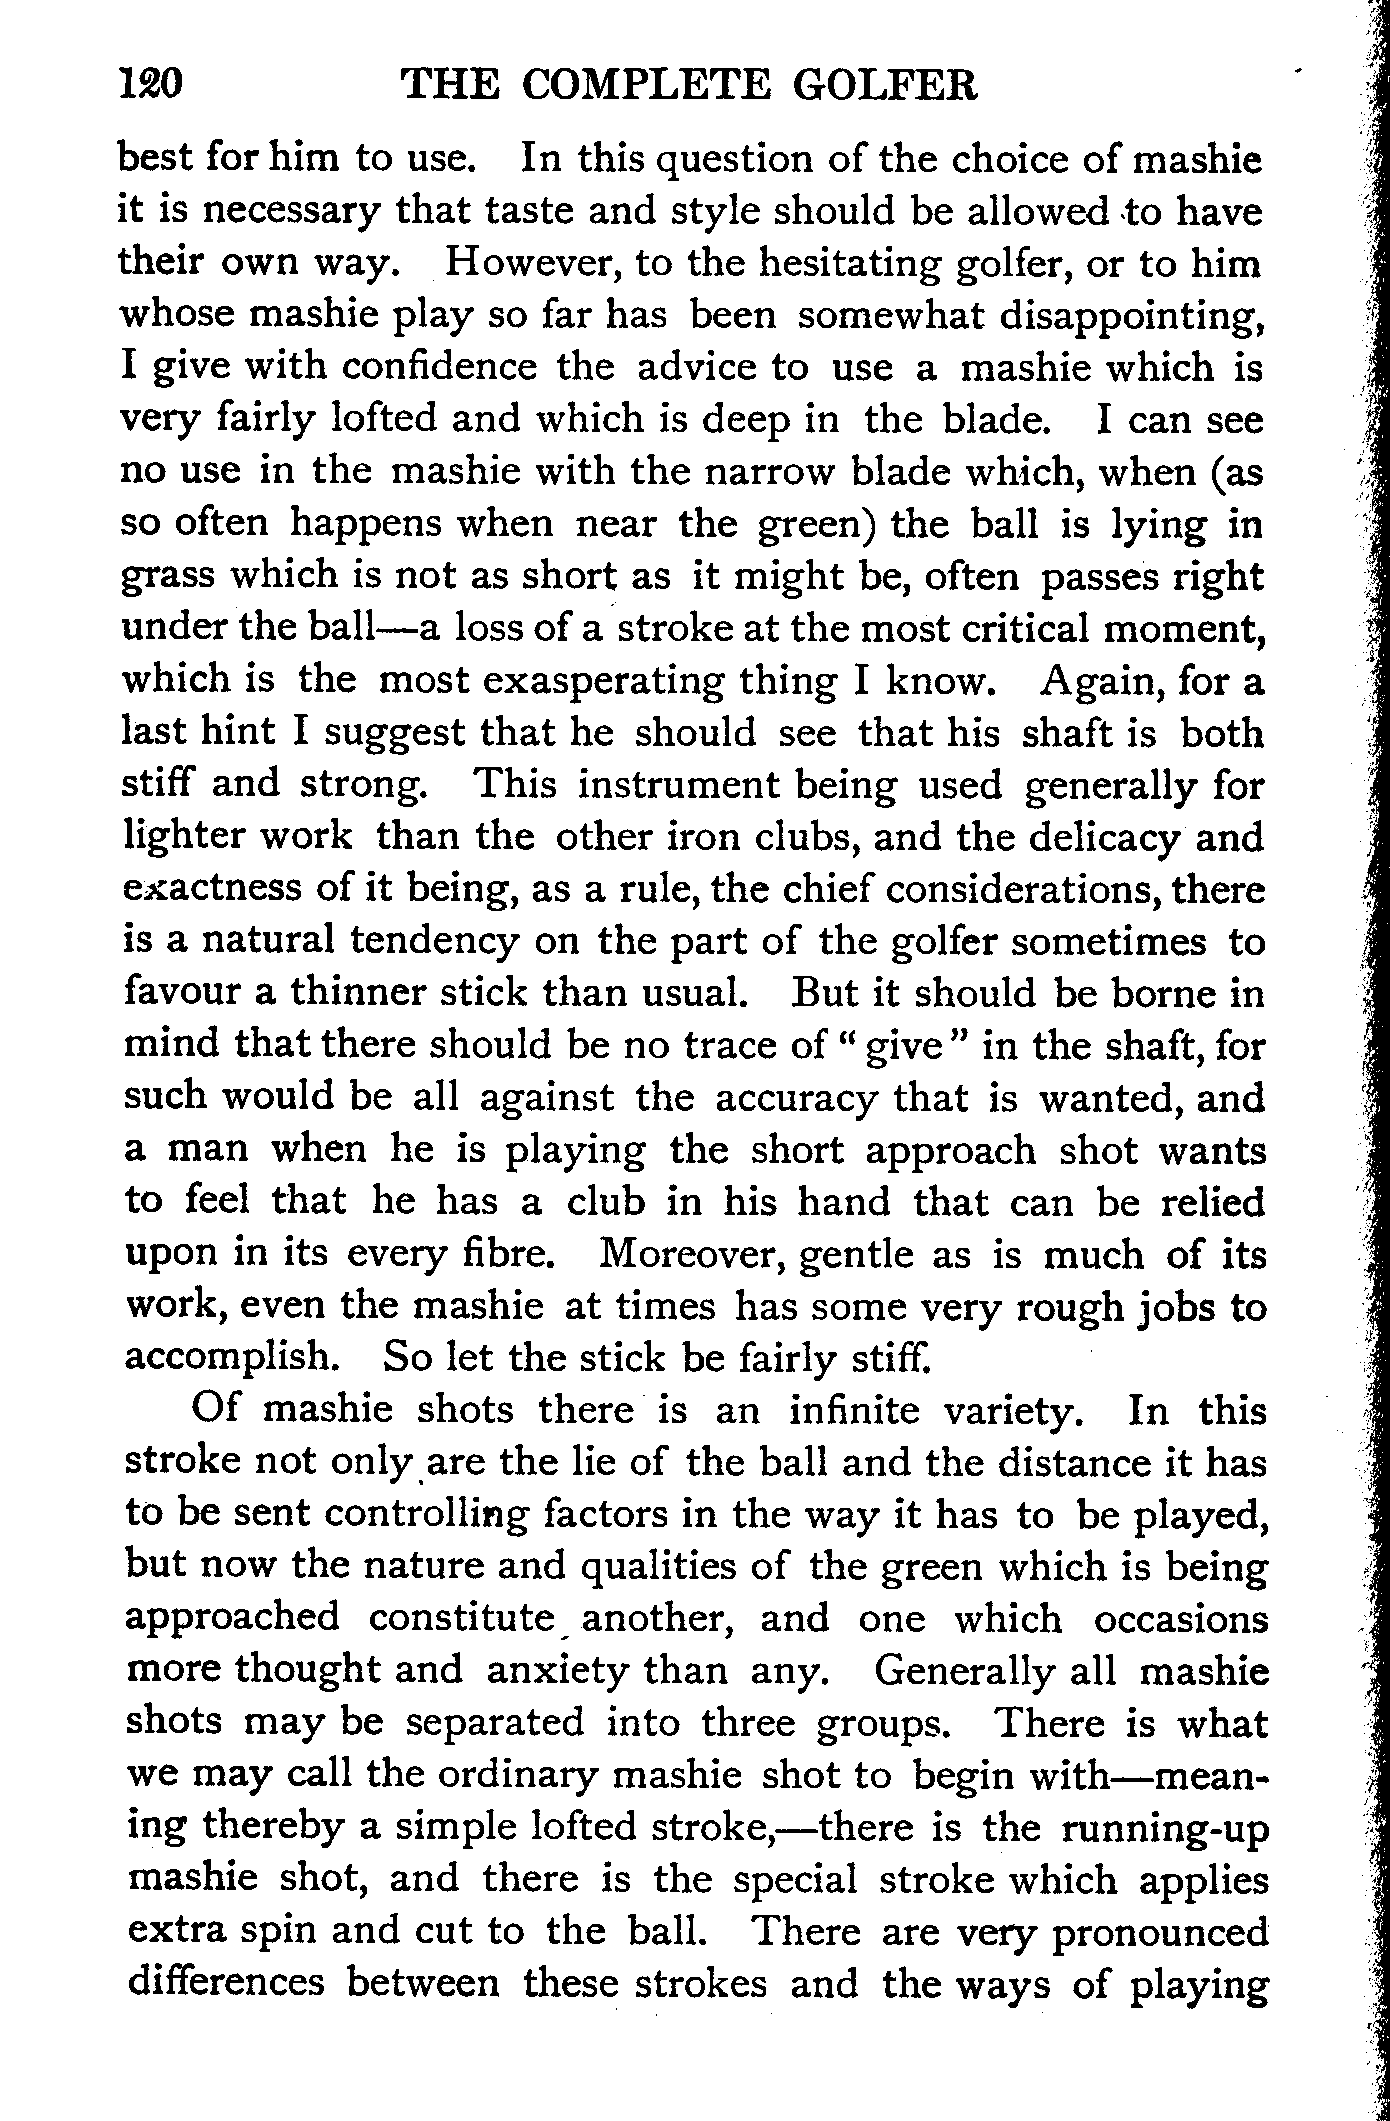 120 THE COMPLETE GOLFER
best for him to use. In this question of the choice of mashie
it is necessary that taste and style should be allowed to have
their own way. However, to the hesitating golfer, or to him
whose mashie play so far has been somewhat disappointing,
I give with confidence the advice to use a mashie which is
very fairly lofted and which is deep in the blade. I can see
no use in the mashie with the narrow blade which, when (as
so often happens when near the green) the ball is lying in
grass which is not as short as it might be, often passes right
under the ball—a loss of a stroke at the most critical moment,
which is the most exasperating thing I know. Again, for a
last hint I suggest that he should see that his shaft is both
stiff and strong. This instrument being used generally for
lighter work than the other iron clubs, and the delicacy and
exactness of it being, as a rule, the chief considerations, there
is a natural tendency on the part of the golfer sometimes to
favour a thinner stick than usual. But it should be borne in
mind that there should be no trace of “ give ” in the shaft, for
such would be all against the accuracy that is wanted, and
a man when he is playing the short approach shot wants
to feel that he has a club in his hand that can be relied
upon in its every fibre. Moreover, gentle as is much of its
work, even the mashie at times has some very rough jobs to
accomplish. So let the stick be fairly stiff.
Of mashie shots there is an infinite variety. In this
stroke not only are the lie of the ball and the distance it has
to be sent controlling factors in the way it has to be played,
but now the nature and qualities of the green which is being
approached constitute another, and one which occasions
more thought and anxiety than any. Generally all mashie
shots may be separated into three groups. There is what
we may call the ordinary mashie shot to begin with—mean-
ing thereby a simple lofted stroke,—there is the running-up
mashie shot, and there is the special stroke which applies
extra spin and cut to the ball. There are very pronounced
differences between these strokes and the ways of playing